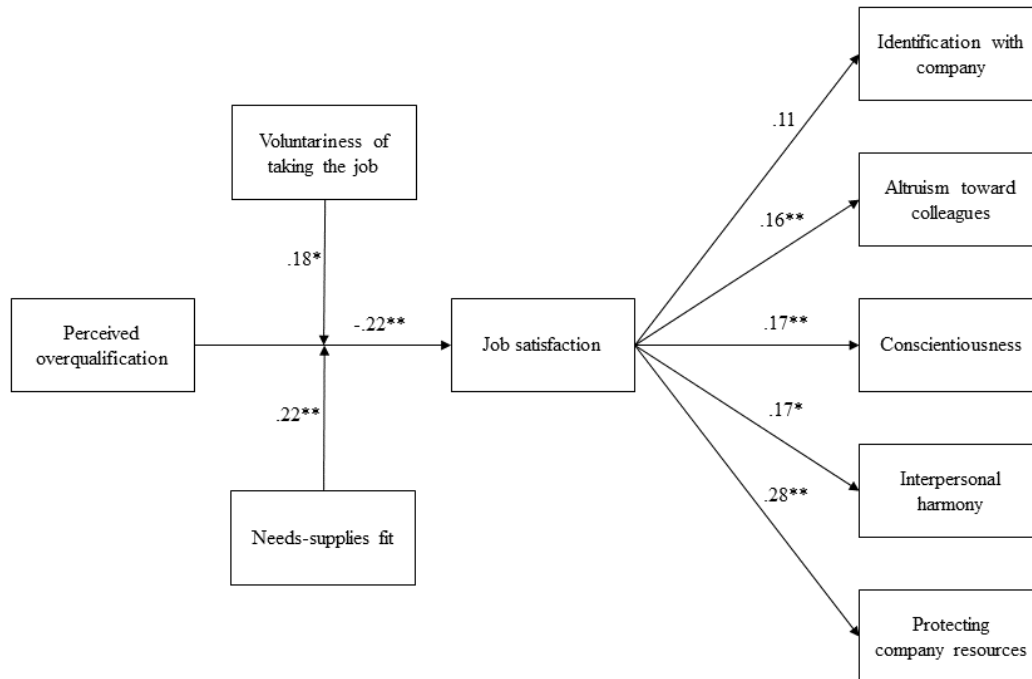 Identification with
company
.11
Voluntariness of
taking the job
Altruism toward
colleagues
.16**
.18*
Perceived
overqualification
-.22**
Job satisfaction
.17**
Conscientiousness
.17*
.22**
Needs-supplies fit
Interpersonal
harmony
.28**
Protecting
company resources